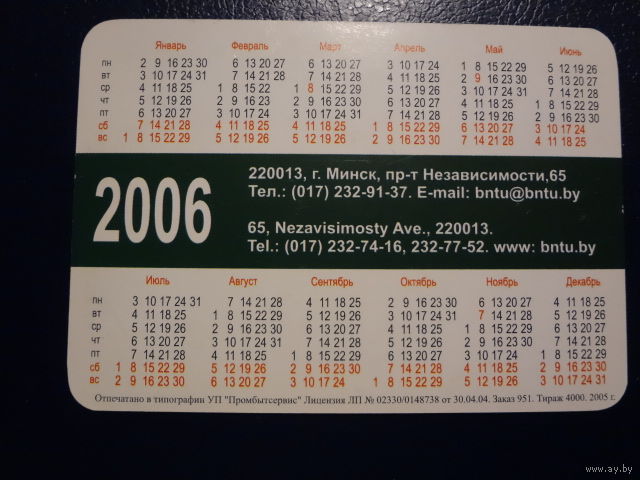 Январь Февраль Март Апрель Май Июнь
пн 2 9 16 23 30 6 13 20 27 6 13 20 27 3 10 17 24 1 8 15 22 29 5 12 19 26
вт 3 10 17 24 31 7 14 21 28 7 14 21 28 4 11 18 25 2 9 16 23 30 6 13 20 27
ср 4 11 18 25 1 8 15 22 1 8 15 22 29 5 12 19 26 3 10 17 24 31 7 14 21 28
чт 5 12 19 26 2 9 16 23 2 9 16 23 30 6 13 20 27 4 11 18 25 1 8 15 22 29
пт 6 13 20 27 3 10 17 24 3 10 17 24 31 7 14 21 28 5 12 19 26 2 9 16 23 30
сб 7 14 21 28 4 11 18 25 4 11 18 25 1 8 15 22 29 6 13 20 27 3 10 17 24
вс 1 8 15 22 29 5 12 19 26 5 12 19 26 2 9 16 23 30 7 14 21 28 4 11 18 25
2006
220013, г. Минск, пр-т Независимости,65
Тел.: (017) 232-91-37. E-mail: bntu@bntu.by
65, Nezavisimosty Ave., 220013.
Tel.: (017) 232-74-16, 232-77-52. www: bntu.by
Июль Август Сентябрь Октябрь Ноябрь Декабрь
пн 3 10 17 24 31 7 14 21 28 4 11 18 25 2 9 16 23 30 6 13 20 27 4 11 18 25
вт 4 11 18 25 1 8 15 22 29 5 12 19 26 3 10 17 24 31 7 14 21 28 5 12 19 26
ср 5 12 19 26 2 9 16 23 30 6 13 20 27 4 11 18 25 1 8 15 22 29 6 13 20 27
чт 6 13 20 27 3 10 17 24 31 7 14 21 28 5 12 19 26 2 9 16 23 30 7 14 21 28
пт 7 14 21 28 4 11 18 25 1 8 15 22 29 6 13 20 27 3 10 17 24 1 8 15 22 29
сб 1 8 15 22 29 5 12 19 26 2 9 16 23 30 7 14 21 28 4 11 18 25 2 9 16 23 30
вс 2 9 16 23 30 6 13 20 27 3 10 17 24 1 8 15 22 29 5 12 19 26 3 10 17 24 31
Отпечатано в типографии УП "Промбытсервис" Лицензия ЛП № 02330/0148738 от 30.04.04. Заказ 951. Тираж 4000. 2005 г.
www.ay.by